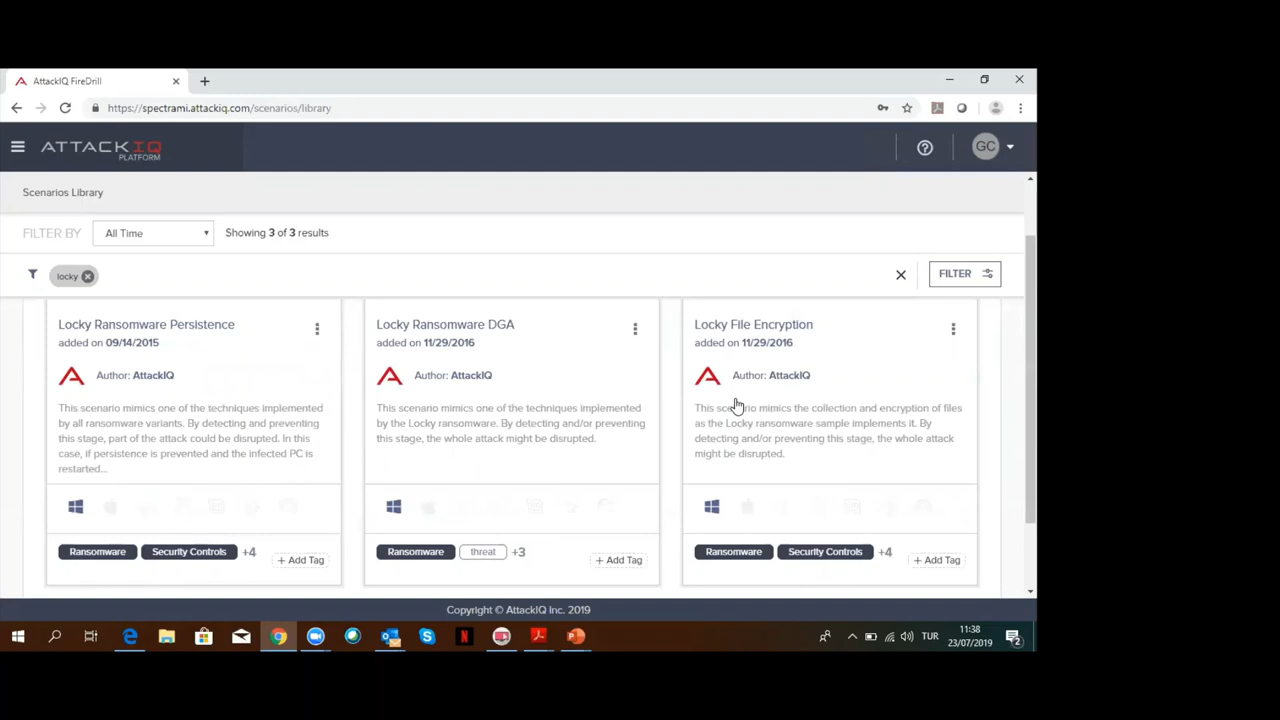 AttackIQ FireDrill
https://spectrami.attackiq.com/scenarios/library
ATTACKIQ
PLATFORM
GC
Scenarios Library
FILTER BY
All Time
Showing 3 of 3 results
locky
FILTER
Locky Ransomware Persistence
added on 09/14/2015
Author: AttackIQ
This scenario mimics one of the techniques implemented
by all ransomware variants. By detecting and preventing
this stage, part of the attack could be disrupted. In this
case, if persistence is prevented and the infected PC is
restarted...
Ransomware
Security Controls
+4
+ Add Tag
Locky Ransomware DGA
added on 11/29/2016
Author: AttackIQ
This scenario mimics one of the techniques implemented
by the Locky ransomware. By detecting and/or preventing
this stage, the whole attack might be disrupted.
Ransomware
threat
+3
+ Add Tag
Locky File Encryption
added on 11/29/2016
Author: AttackIQ
This scenario mimics the collection and encryption of files
as the Locky ransomware sample implements it. By
detecting and/or preventing this stage, the whole attack
might be disrupted.
Ransomware
Security Controls
+4
+ Add Tag
Copyright © AttackIQ Inc. 2019
TUR
11:38
23/07/2019
2